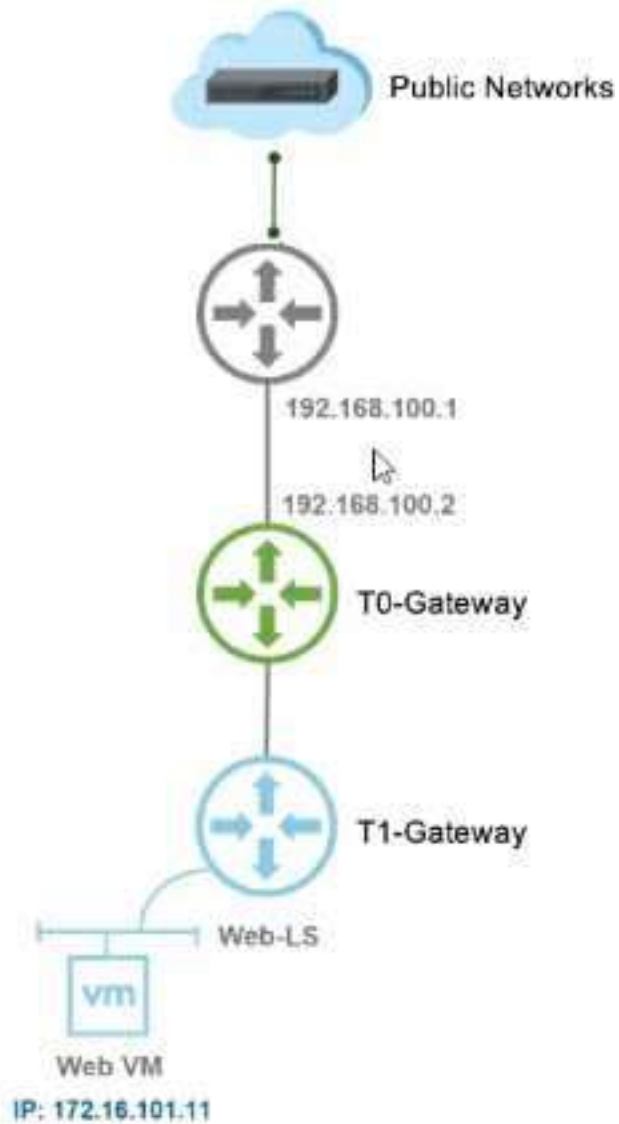 Public Networks
192.168.100.1
192.168.100.2
T0-Gateway
T1-Gateway
Web-LS
vm
Web VM
IP: 172.16.101.11